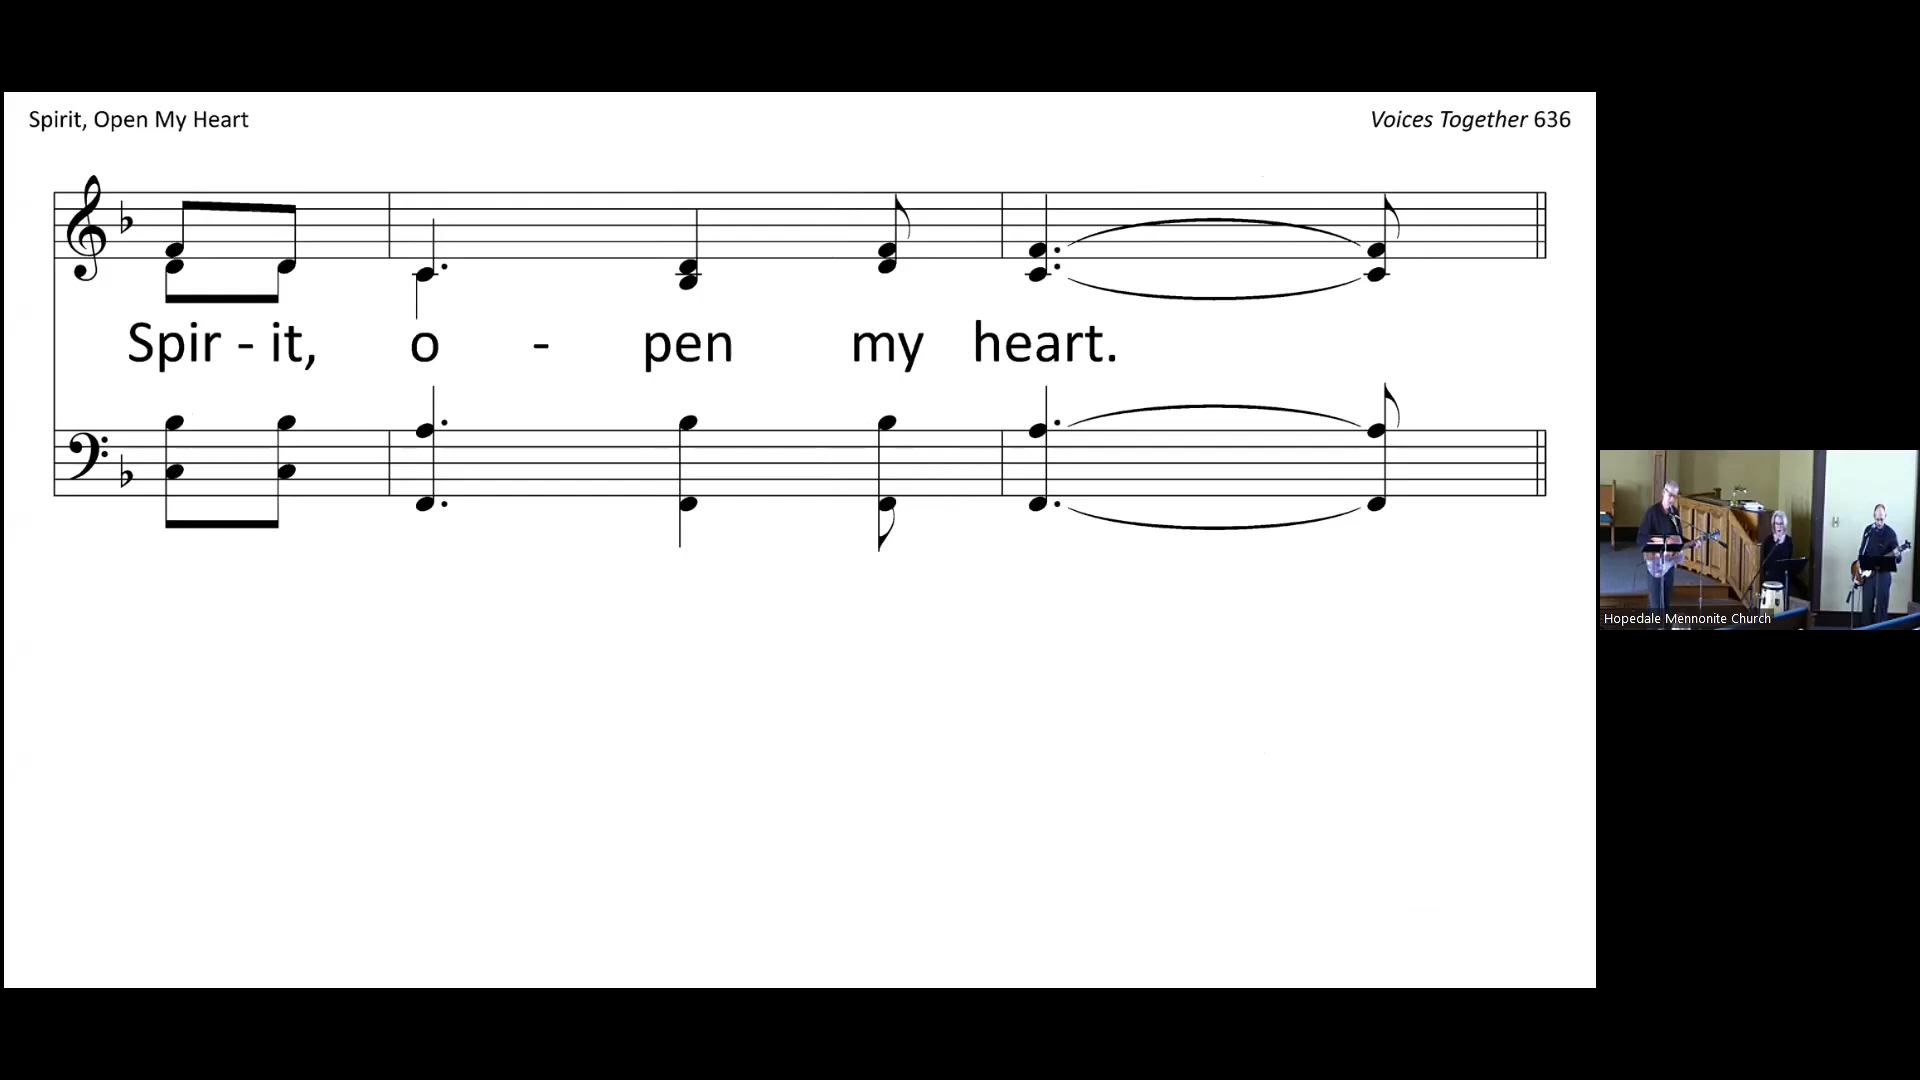 Spirit, Open My Heart
Voices Together 636
Spir - it, o - pen my heart.
Hopedale Mennonite Church